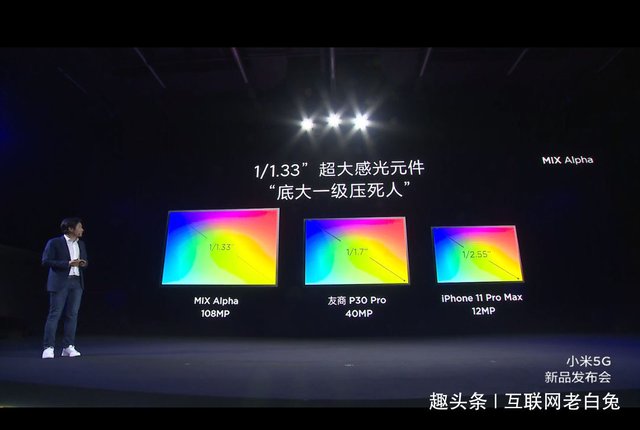 1/1.33” 超大感光元件
“底大一级压死人”
MIX Alpha
1/1.33"
1/1.7"
1/2.55"
MIX Alpha
108MP
友商 P30 Pro
40MP
iPhone 11 Pro Max
12MP
小米5G
新品发布会
趣头条 | 互联网老白兔